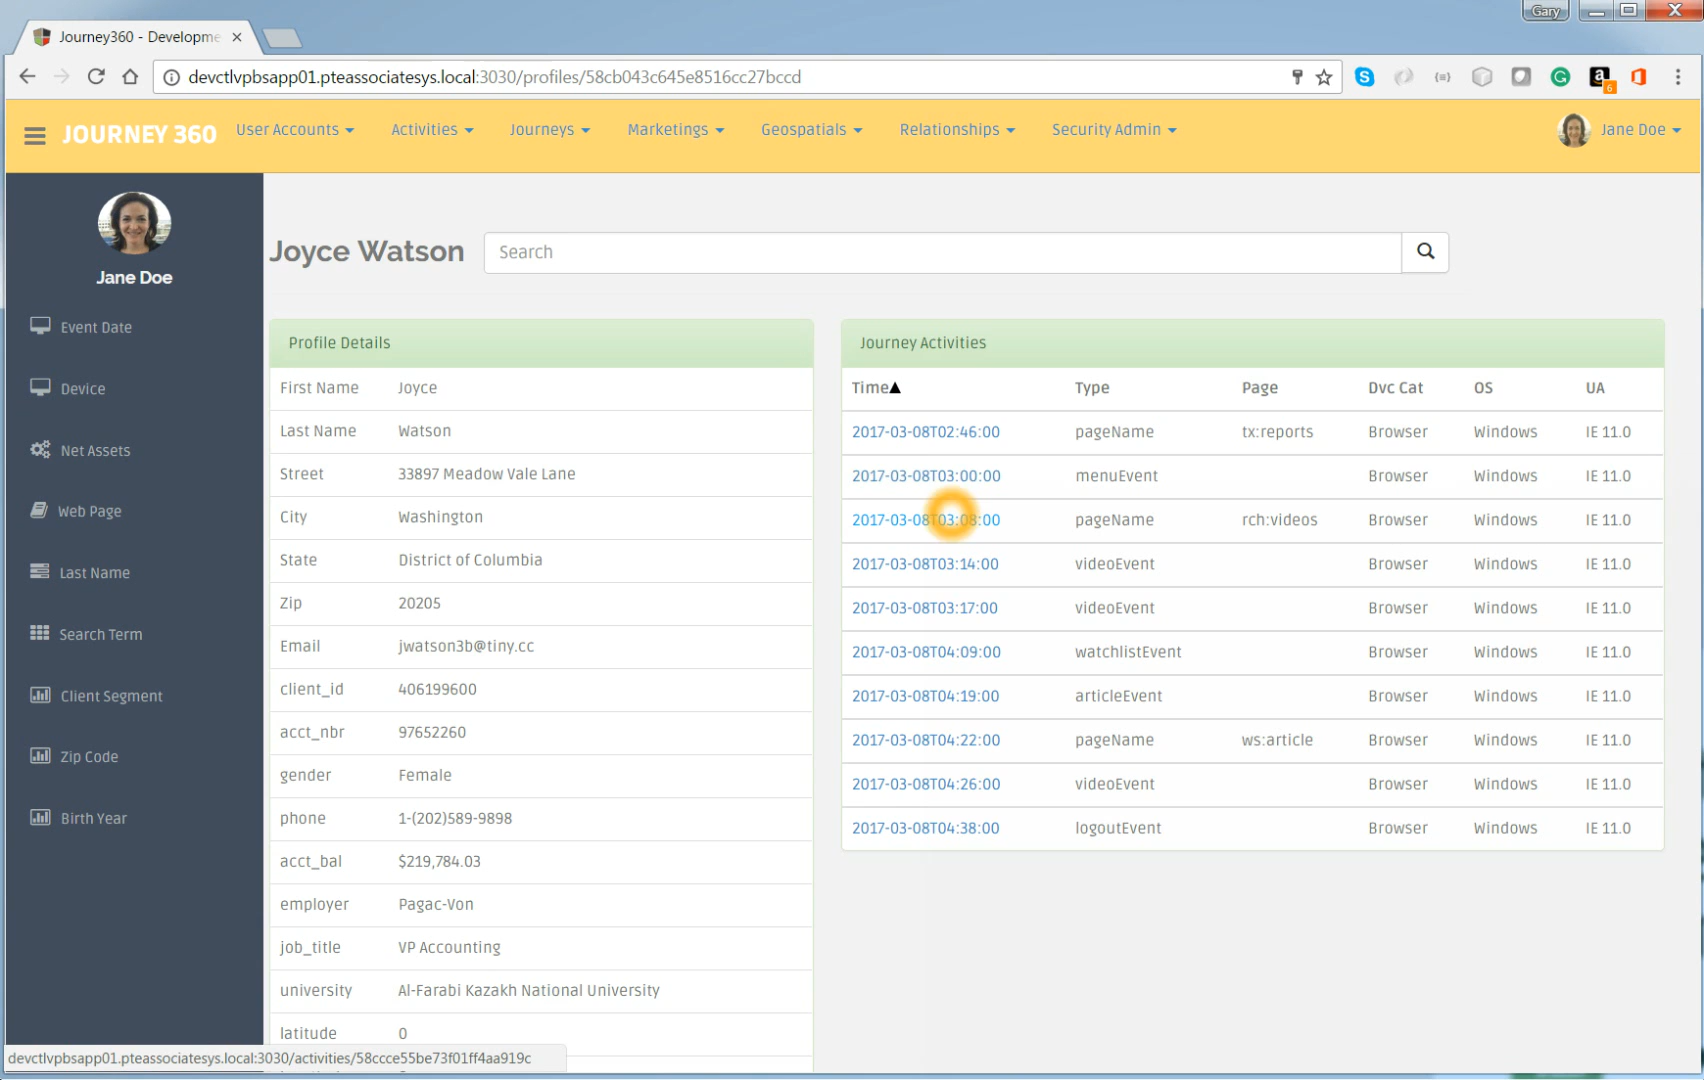 Gary
Journey360 - Developme
devctlvpbsapp01.pteassociatesys.local:3030/profiles/58cb043c645e8516cc27bccd
6
JOURNEY 360 User Accounts Activities Journeys Marketings Geospatials Relationships Security Admin Jane Doe
Jane Doe
Event Date
Device
Net Assets
Web Page
Last Name
Search Term
Client Segment
Zip Code
Birth Year
Joyce Watson Search
Profile Details
First Name Joyce
Last Name Watson
Street 33897 Meadow Vale Lane
City Washington
State District of Columbia
Zip 20205
Email jwatson3b@tiny.cc
client_id 406199600
acct_nbr 97652260
gender Female
phone 1-(202)589-9898
acct_bal $219,784.03
employer Pagac-Von
job_title VP Accounting
university Al-Farabi Kazakh National University
latitude 0
Journey Activities
Time▲ Type Page Dvc Cat OS UA
2017-03-08T02:46:00 pageName tx:reports Browser Windows IE 11.0
2017-03-08T03:00:00 menuEvent Browser Windows IE 11.0
2017-03-08T03:08:00 pageName rch:videos Browser Windows IE 11.0
2017-03-08T03:14:00 videoEvent Browser Windows IE 11.0
2017-03-08T03:17:00 videoEvent Browser Windows IE 11.0
2017-03-08T04:09:00 watchlistEvent Browser Windows IE 11.0
2017-03-08T04:19:00 articleEvent Browser Windows IE 11.0
2017-03-08T04:22:00 pageName ws:article Browser Windows IE 11.0
2017-03-08T04:26:00 videoEvent Browser Windows IE 11.0
2017-03-08T04:38:00 logoutEvent Browser Windows IE 11.0
devctlvpbsapp01.pteassociatesys.local:3030/activities/58ccce55be73f01ff4aa919c